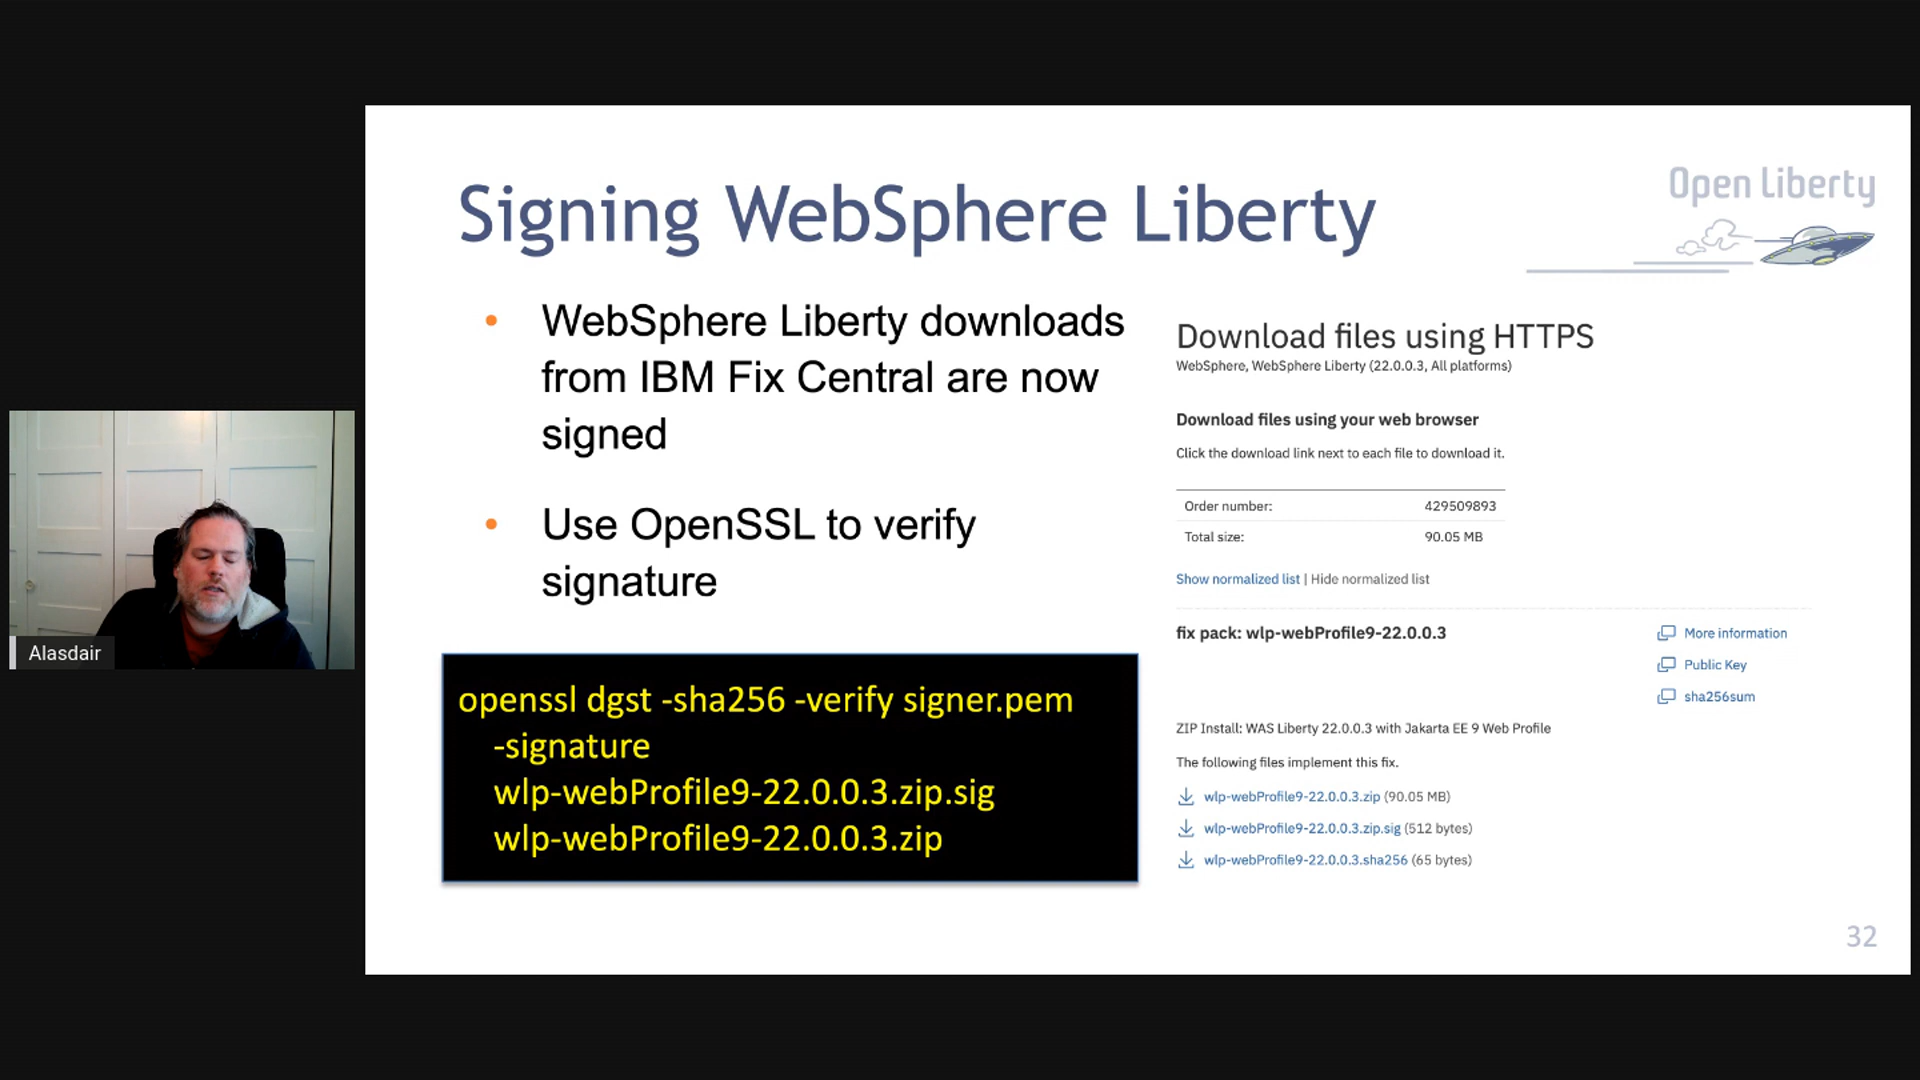 Signing WebSphere Liberty
Open Liberty
• WebSphere Liberty downloads
from IBM Fix Central are now
signed
• Use OpenSSL to verify
signature
openssl dgst -sha256 -verify signer.pem
-signature
wlp-webProfile9-22.0.0.3.zip.sig
wlp-webProfile9-22.0.0.3.zip
Download files using HTTPS
WebSphere, WebSphere Liberty (22.0.0.3, All platforms)
Download files using your web browser
Click the download link next to each file to download it.
Order number: 429509893
Total size: 90.05 MB
Show normalized list | Hide normalized list
fix pack: wlp-webProfile9-22.0.0.3
More information
Public Key
sha256sum
ZIP Install: WAS Liberty 22.0.0.3 with Jakarta EE 9 Web Profile
The following files implement this fix.
wlp-webProfile9-22.0.0.3.zip (90.05 MB)
wlp-webProfile9-22.0.0.3.zip.sig (512 bytes)
wlp-webProfile9-22.0.0.3.sha256 (65 bytes)
32
Alasdair